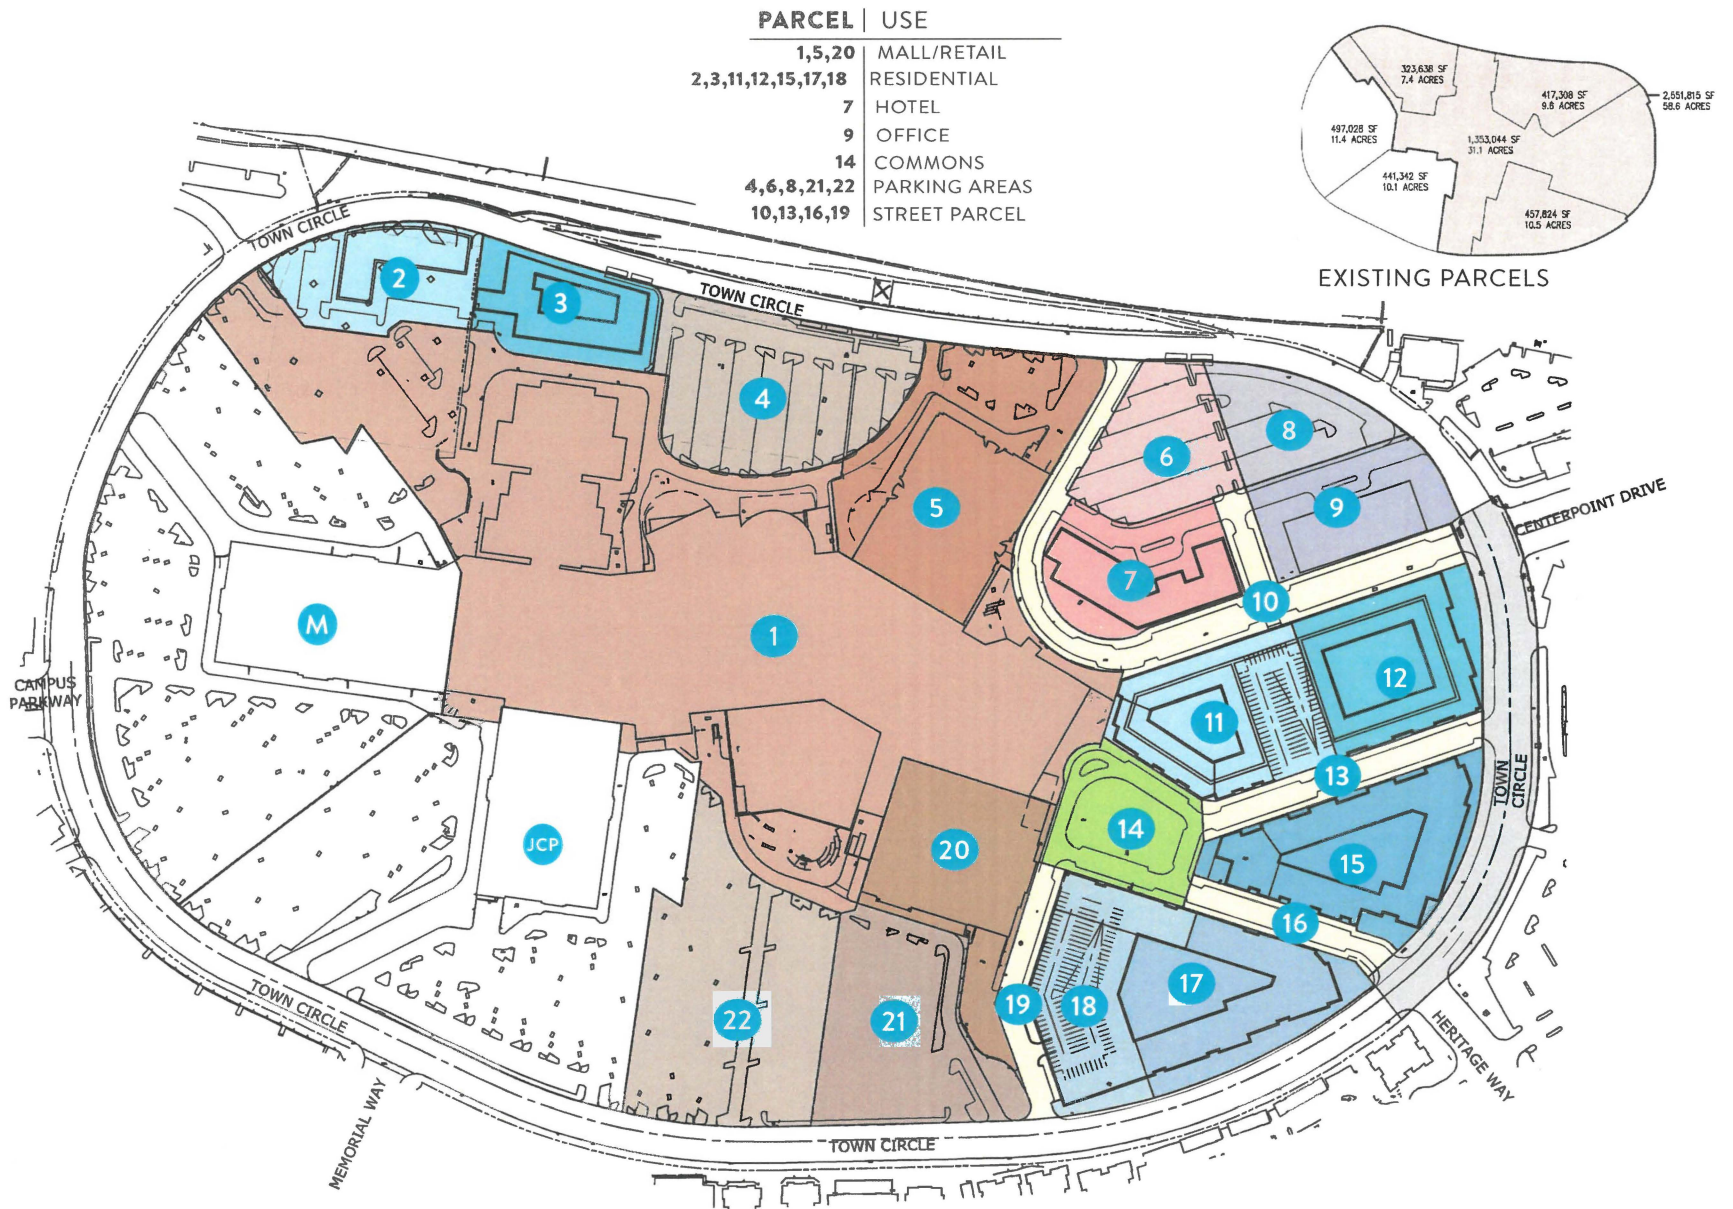 PARCEL | USE
1,5,20 | MALL/RETAIL
2,3,11,12,15,17,18 | RESIDENTIAL
7 | HOTEL
9 | OFFICE
14 | COMMONS
4,6,8,21,22 | PARKING AREAS
10,13,16,19 | STREET PARCEL
323,638 SF
7.4 ACRES
417,308 SF
9.6 ACRES
2,551,815 SF
58.6 ACRES
497,028 SF
11.4 ACRES
1,353,044 SF
31.1 ACRES
441,342 SF
10.1 ACRES
457,824 SF
10.5 ACRES
EXISTING PARCELS
TOWN CIRCLE
2
3
TOWN CIRCLE
4
5
6
8
9
CENTERPOINT DRIVE
7
10
M
1
CAMPUS
PARKWAY
12
11
13
TOWN
CIRCLE
14
JCP
20
15
16
17
19
18
22
21
TOWN CIRCLE
HERITAGE WAY
MEMORIAL WAY
TOWN CIRCLE